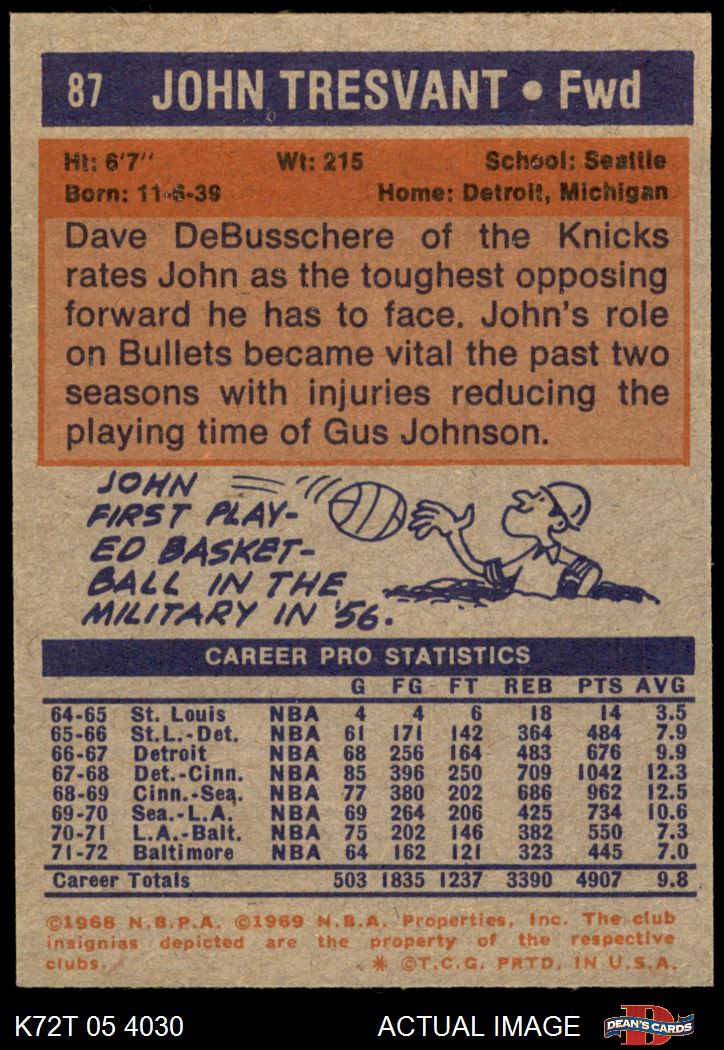 87 JOHN TRESVANT • Fwd
Ht: 6'7" Wt: 215 School: Seattle
Born: 11-6-39 Home: Detroit, Michigan
Dave DeBusschere of the Knicks
rates John as the toughest opposing
forward he has to face. John's role
on Bullets became vital the past two
seasons with injuries reducing the
playing time of Gus Johnson.
JOHN
FIRST PLAY-
ED BASKET-
BALL IN THE
MILITARY IN '56.
CAREER PRO STATISTICS
G FG FT REB PTS AVG
64-65 St. Louis NBA 4 4 6 18 14 3.5
65-66 St.L.-Det. NBA 61 171 142 364 484 7.9
66-67 Detroit NBA 68 256 164 483 676 9.9
67-68 Det.-Cinn. NBA 85 396 250 709 1042 12.3
68-69 Cinn.-Sea. NBA 77 380 202 686 962 12.5
69-70 Sea.-L.A. NBA 69 264 206 425 734 10.6
70-71 L.A.-Balt. NBA 75 202 146 382 550 7.3
71-72 Baltimore NBA 64 162 121 323 445 7.0
Career Totals 503 1835 1237 3390 4907 9.8
©1968 N.B.P.A. ©1969 N.B.A. Properties, Inc. The club
insignias depicted are the property of the respective
clubs. * ©T.C.G. PRTD. IN U.S.A.
K72T 05 4030 ACTUAL IMAGE DEAN'S CARDS